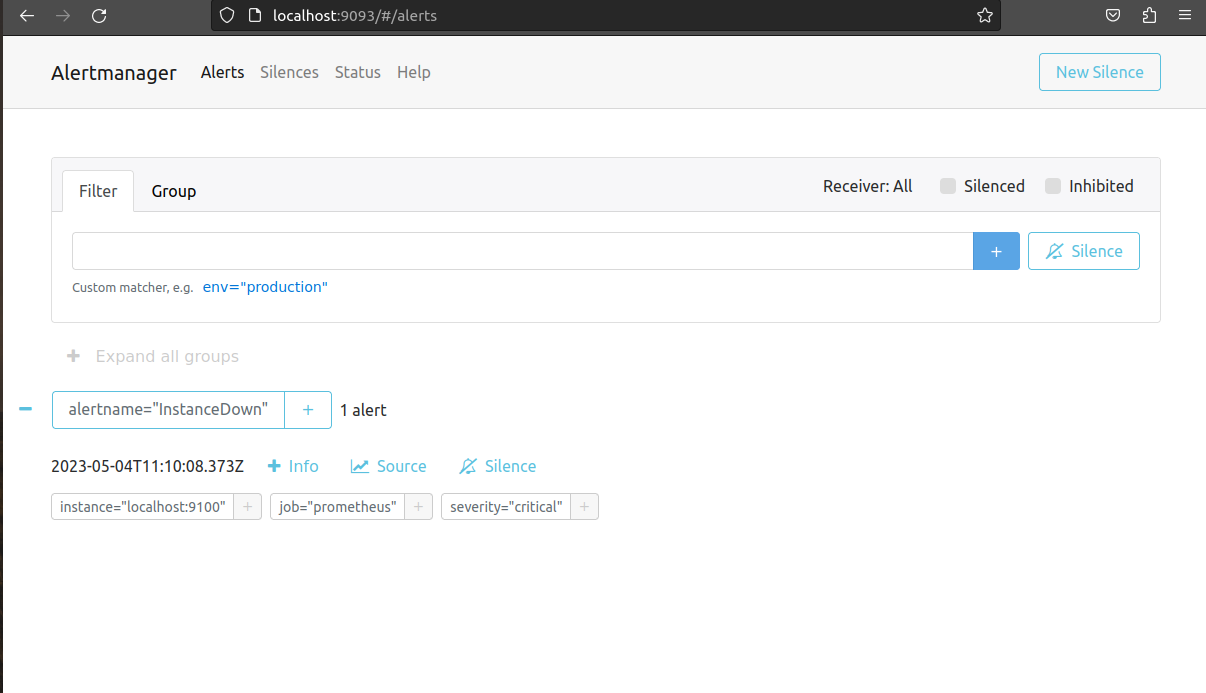 localhost:9093/#/alerts
Alertmanager Alerts Silences Status Help New Silence
Filter Group Receiver: All Silenced Inhibited
+ Silence
Custom matcher, e.g. env="production"
+ Expand all groups
alertname="InstanceDown" + 1 alert
2023-05-04T11:10:08.373Z + Info Source Silence
instance="localhost:9100" + job="prometheus" + severity="critical" +